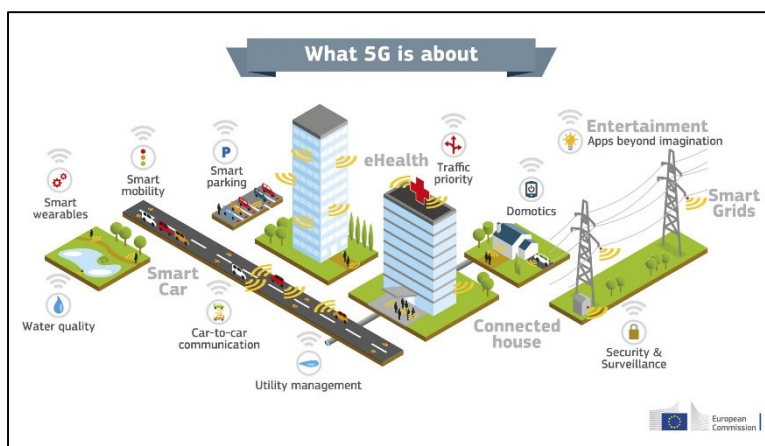 What 5G is about
Smart
wearables
Smart
mobility
Smart
parking
P
eHealth
Traffic
priority
Entertainment
Apps beyond imagination
Domotics
Smart
Grids
Smart
Car
Water quality
Car-to-car
communication
Utility management
Connected
house
Security &
Surveillance
European
Commission